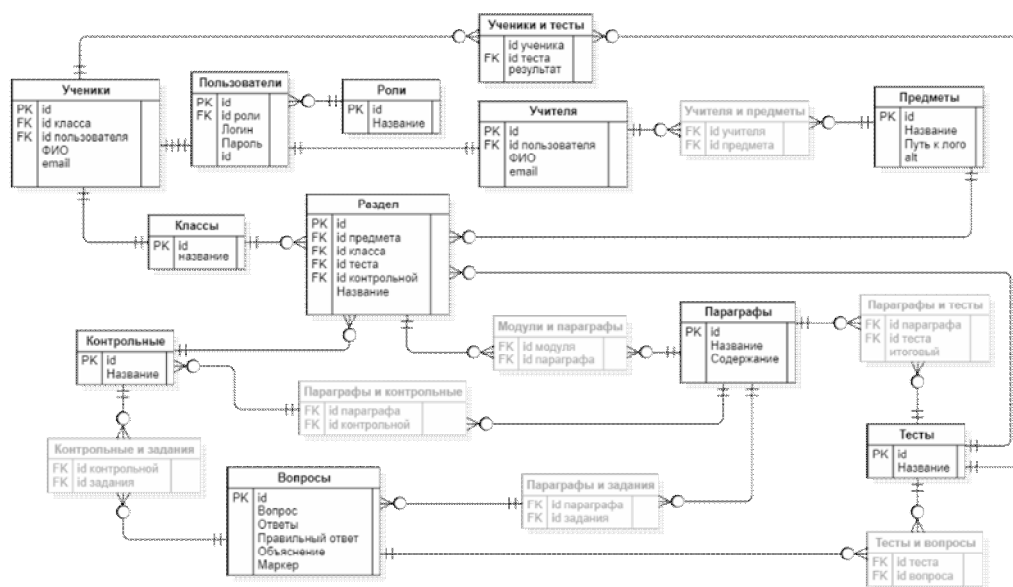 Ученики и тесты
id ученика
FK id теста
результат
Ученики
PK id
FK id класса
FK id пользователя
ФИО
email
Пользователи
PK id
FK id роли
Логин
Пароль
id
Роли
PK id
Название
Учителя
PK id
FK id пользователя
ФИО
email
Учителя и предметы
FK id учителя
FK id предмета
Предметы
PK id
Название
Путь к лого
alt
Классы
PK id
название
Раздел
PK id
FK id предмета
FK id класса
FK id теста
FK id контрольной
Название
Контрольные
PK id
Название
Модули и параграфы
FK id модуля
FK id параграфа
Параграфы
PK id
Название
Содержание
Параграфы и тесты
FK id параграфа
FK id теста
итоговый
Параграфы и контрольные
FK id параграфа
FK id контрольной
Контрольные и задания
FK id контрольной
FK id задания
Вопросы
PK id
Вопрос
Ответы
Правильный ответ
Объяснение
Маркер
Параграфы и задания
FK id параграфа
FK id задания
Тесты
PK id
Название
Тесты и вопросы
FK id теста
FK id вопроса